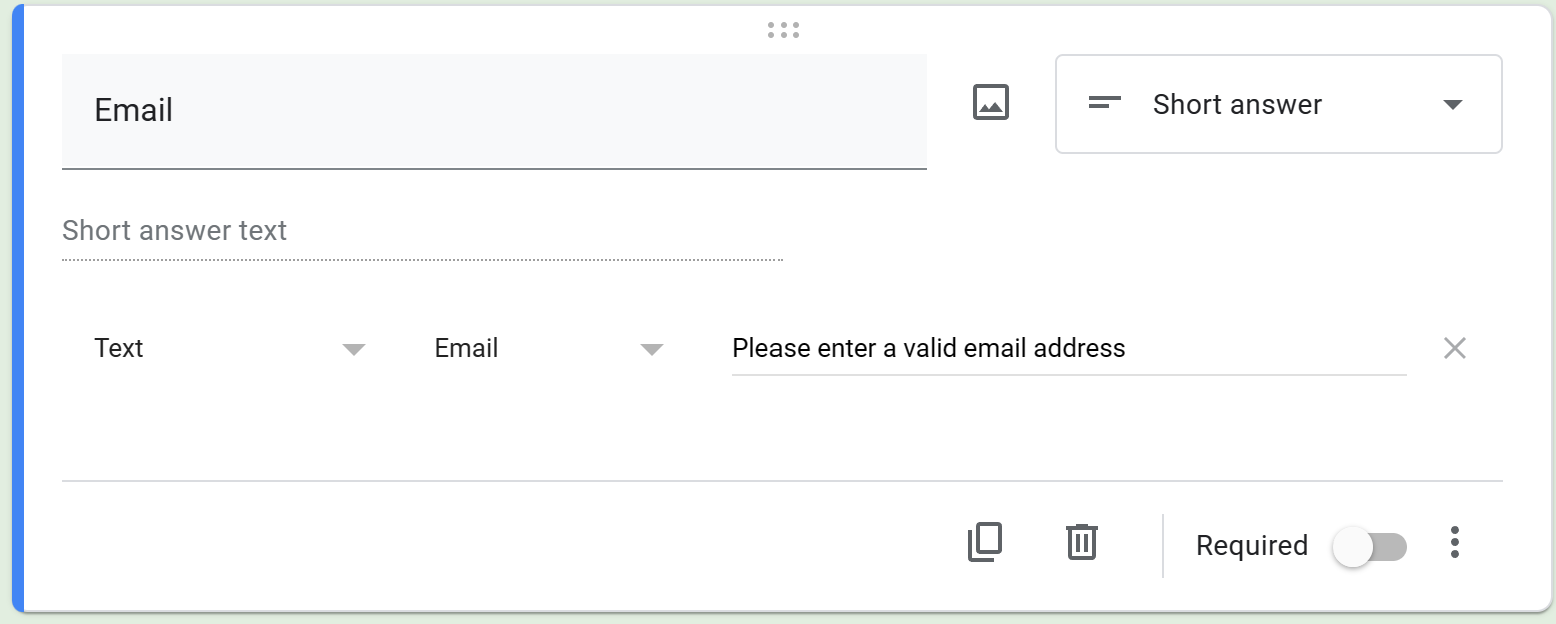 Email
Short answer
Short answer text
Text Email Please enter a valid email address
Required